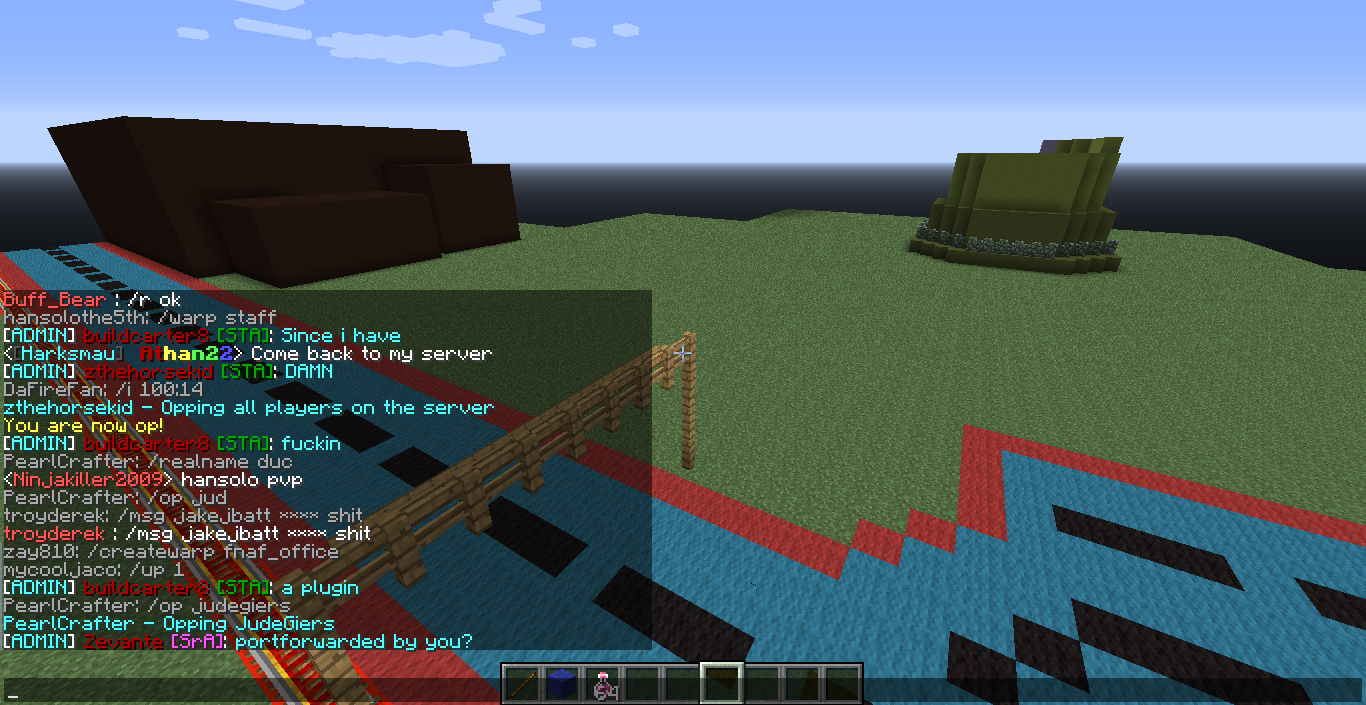 Buff_Bear : /r ok
hansolothe5th: /warp staff
[ADMIN] buildcarter8 [STA]: Since i have
<[Harksmau] Athan22> Come back to my server
[ADMIN] zthehorsekid [STA]: DAMN
DaFireFan: /i 100:14
zthehorsekid - Opping all players on the server
You are now op!
[ADMIN] buildcarter8 [STA]: fuckin
PearlCrafter: /realname duc
<Ninjakiller2009> hansolo pvp
PearlCrafter: /op jud
troyderek: /msg jakejbatt **** shit
troyderek : /msg jakejbatt **** shit
zay810: /createwarp fnaf_office
mycooljaco: /up 1
[ADMIN] buildcarter8 [STA]: a plugin
PearlCrafter: /op judegiers
PearlCrafter - Opping JudeGiers
[ADMIN] Zevante [SrA]: portforwarded by you?
_
64